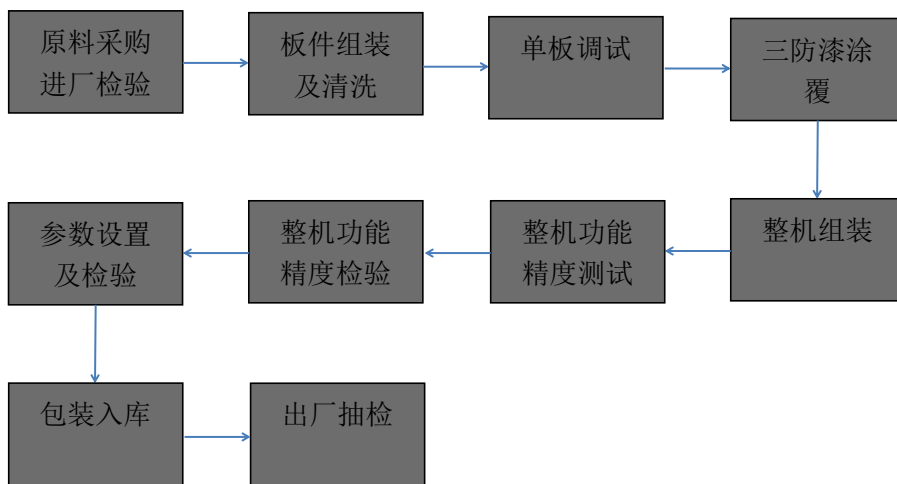 原料采购
进厂检验
板件组装
及清洗
单板调试
三防漆涂
覆
整机组装
整机功能
精度测试
整机功能
精度检验
参数设置
及检验
包装入库
出厂抽检